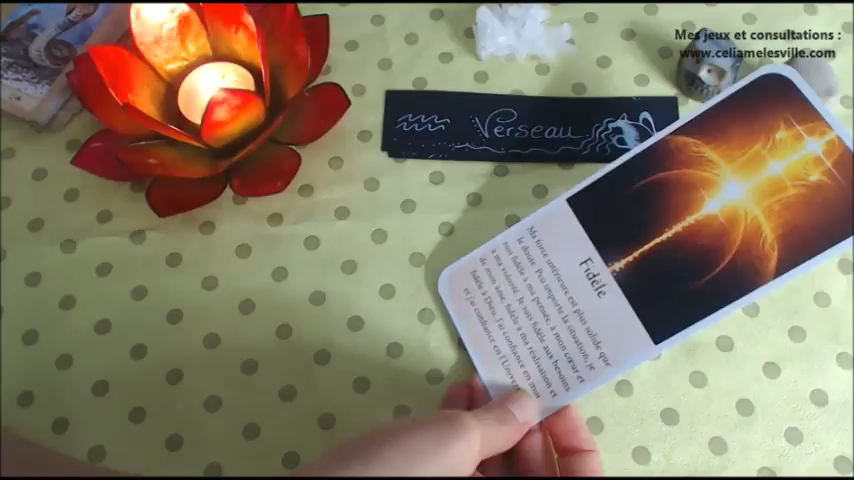 Mes jeux et consultations :
www.celiamelesville.com
Verseau
Fidèle
Ma force intérieure est plus solide que
le doute. Peu importe la situation, je
suis fidèle à ma pensée, à mon cœur et
à ma volonté. Je suis fidèle aux besoins
de mon âme, fidèle à ma réalisation et
fidèle à Dieu. J'ai confiance en moi
et j'ai confiance en l'Univers